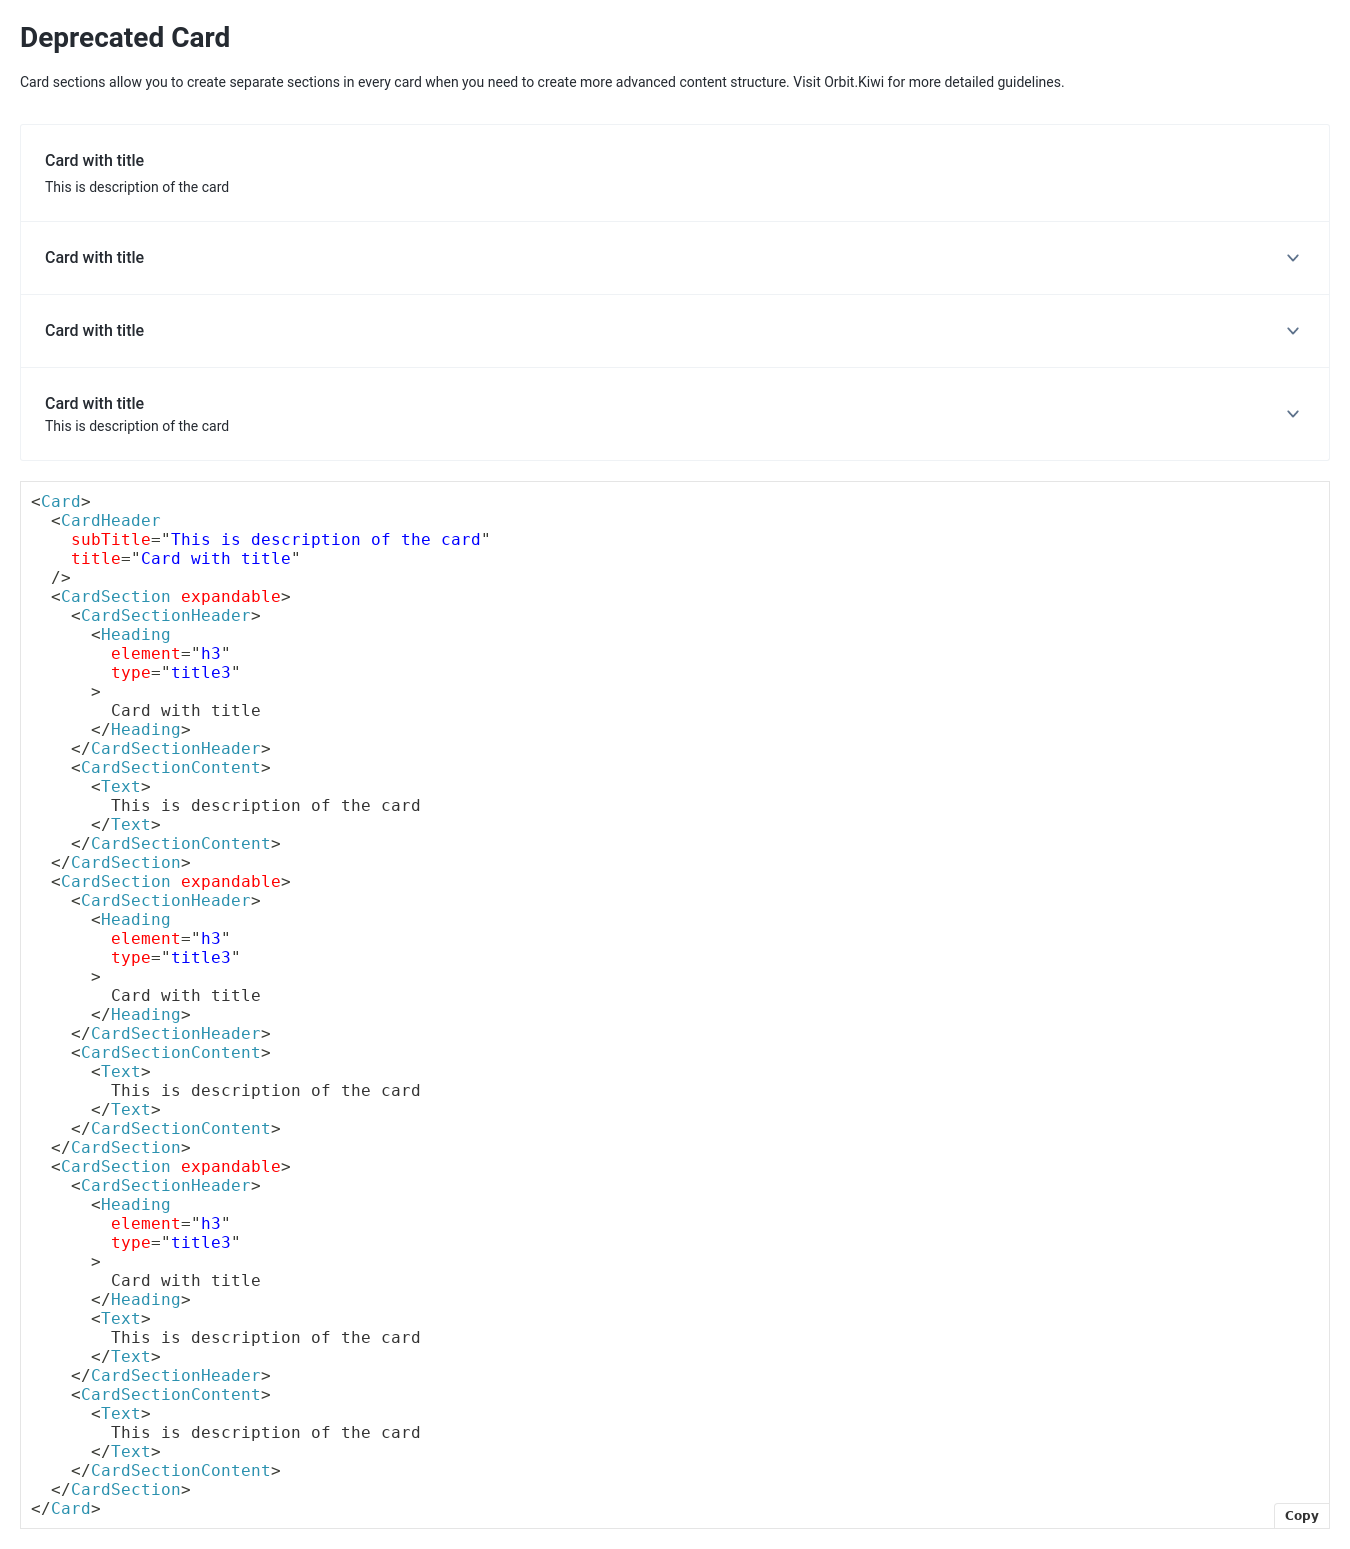 Deprecated Card
Card sections allow you to create separate sections in every card when you need to create more advanced content structure. Visit Orbit.Kiwi for more detailed guidelines.
Card with title
This is description of the card
Card with title
Card with title
Card with title
This is description of the card
<Card>
  <CardHeader
    subTitle="This is description of the card"
    title="Card with title"
  />
  <CardSection expandable>
    <CardSectionHeader>
      <Heading
        element="h3"
        type="title3"
      >
        Card with title
      </Heading>
    </CardSectionHeader>
    <CardSectionContent>
      <Text>
        This is description of the card
      </Text>
    </CardSectionContent>
  </CardSection>
  <CardSection expandable>
    <CardSectionHeader>
      <Heading
        element="h3"
        type="title3"
      >
        Card with title
      </Heading>
    </CardSectionHeader>
    <CardSectionContent>
      <Text>
        This is description of the card
      </Text>
    </CardSectionContent>
  </CardSection>
  <CardSection expandable>
    <CardSectionHeader>
      <Heading
        element="h3"
        type="title3"
      >
        Card with title
      </Heading>
      <Text>
        This is description of the card
      </Text>
    </CardSectionHeader>
    <CardSectionContent>
      <Text>
        This is description of the card
      </Text>
    </CardSectionContent>
  </CardSection>
</Card>
Copy